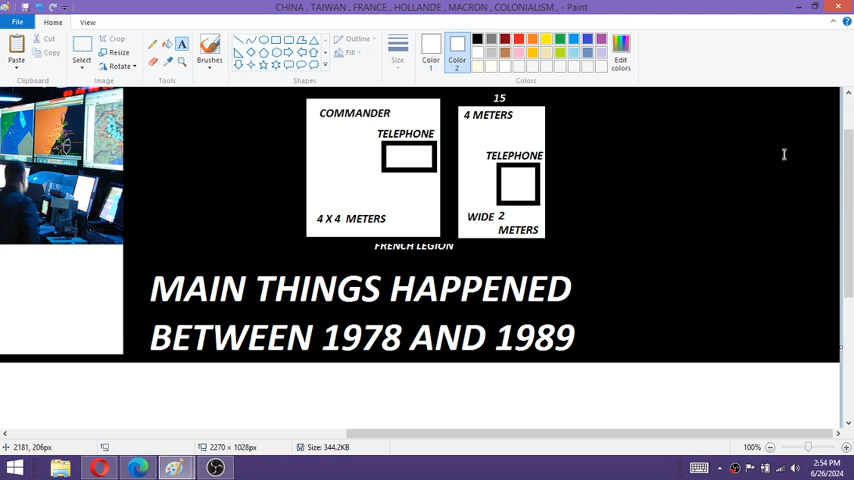 CHINA , TAIWAN , FRANCE , HOLLANDE , MACRON , COLONIALISM , - Paint
File
Home
View
Paste
Cut
Copy
Clipboard
Select
Crop
Resize
Rotate
Image
A
Tools
Brushes
Outline
Fill
Shapes
Size
Color 1
Color 2
Edit colors
Colors
15
COMMANDER
4 METERS
TELEPHONE
TELEPHONE
4 X 4 METERS
WIDE 2
METERS
FRENCH LEGION
MAIN THINGS HAPPENED
BETWEEN 1978 AND 1989
2181, 206px
2270 × 1028px
Size: 344.2KB
100%
2:54 PM
6/26/2024